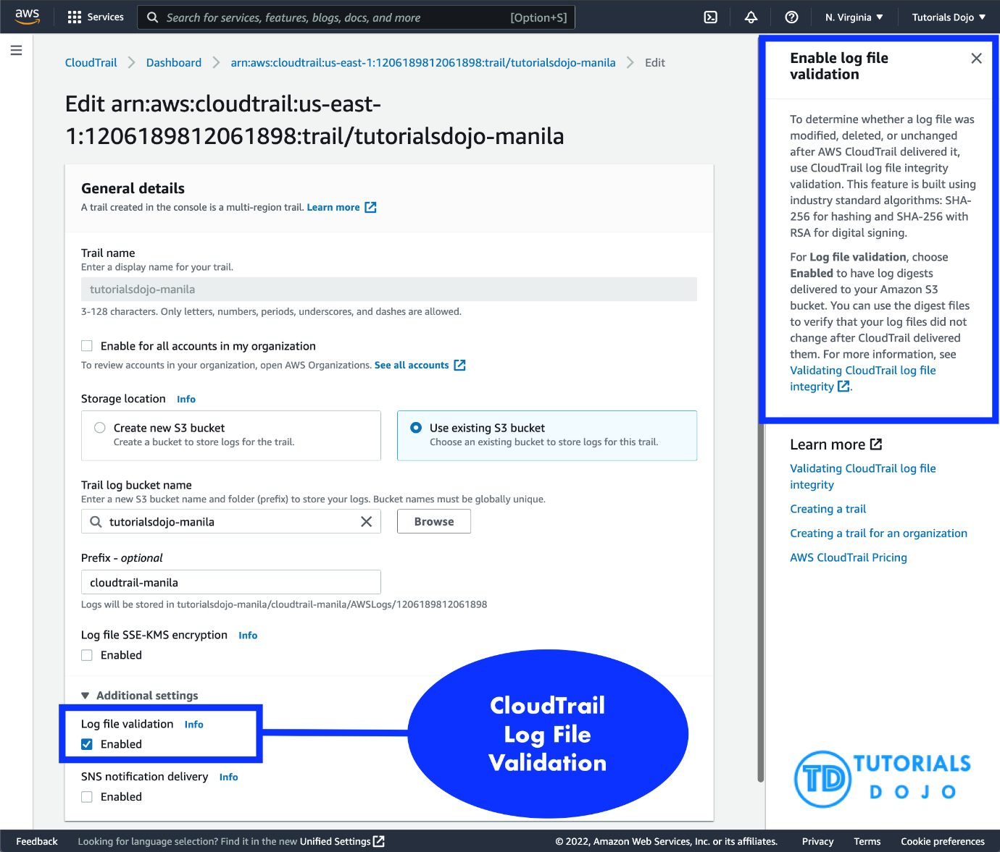 aws
Services
Search for services, features, blogs, docs, and more
[Option+S]
N. Virginia
Tutorials Dojo
CloudTrail
Dashboard
arn:aws:cloudtrail:us-east-1:1206189812061898:trail/tutorialsdojo-manila
Edit
Edit arn:aws:cloudtrail:us-east-
1:1206189812061898:trail/tutorialsdojo-manila
General details
A trail created in the console is a multi-region trail. Learn more
Trail name
Enter a display name for your trail.
tutorialsdojo-manila
3-128 characters. Only letters, numbers, periods, underscores, and dashes are allowed.
Enable for all accounts in my organization
To review accounts in your organization, open AWS Organizations. See all accounts
Storage location Info
Create new S3 bucket
Create a bucket to store logs for the trail.
Use existing S3 bucket
Choose an existing bucket to store logs for this trail.
Trail log bucket name
Enter a new S3 bucket name and folder (prefix) to store your logs. Bucket names must be globally unique.
tutorialsdojo-manila
Browse
Prefix - optional
cloudtrail-manila
Logs will be stored in tutorialsdojo-manila/cloudtrail-manila/AWSLogs/1206189812061898
Log file SSE-KMS encryption Info
Enabled
Additional settings
Log file validation Info
Enabled
SNS notification delivery Info
Enabled
CloudTrail
Log File
Validation
Enable log file
validation
To determine whether a log file was
modified, deleted, or unchanged
after AWS CloudTrail delivered it,
use CloudTrail log file integrity
validation. This feature is built using
industry standard algorithms: SHA-
256 for hashing and SHA-256 with
RSA for digital signing.
For Log file validation, choose
Enabled to have log digests
delivered to your Amazon S3
bucket. You can use the digest files
to verify that your log files did not
change after CloudTrail delivered
them. For more information, see
Validating CloudTrail log file
integrity .
Learn more
Validating CloudTrail log file
integrity
Creating a trail
Creating a trail for an organization
AWS CloudTrail Pricing
TD
TUTORIALS
DOJO
Feedback
Looking for language selection? Find it in the new Unified Settings
© 2022, Amazon Web Services, Inc. or its affiliates.
Privacy
Terms
Cookie preferences